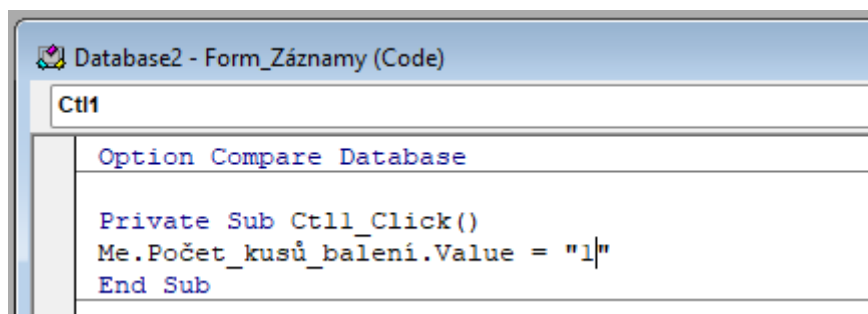 Database2 - Form_Záznamy (Code)
Ctl1
Option Compare Database
Private Sub Ctl1_Click()
Me.Počet_kusů_balení.Value = "1"
End Sub